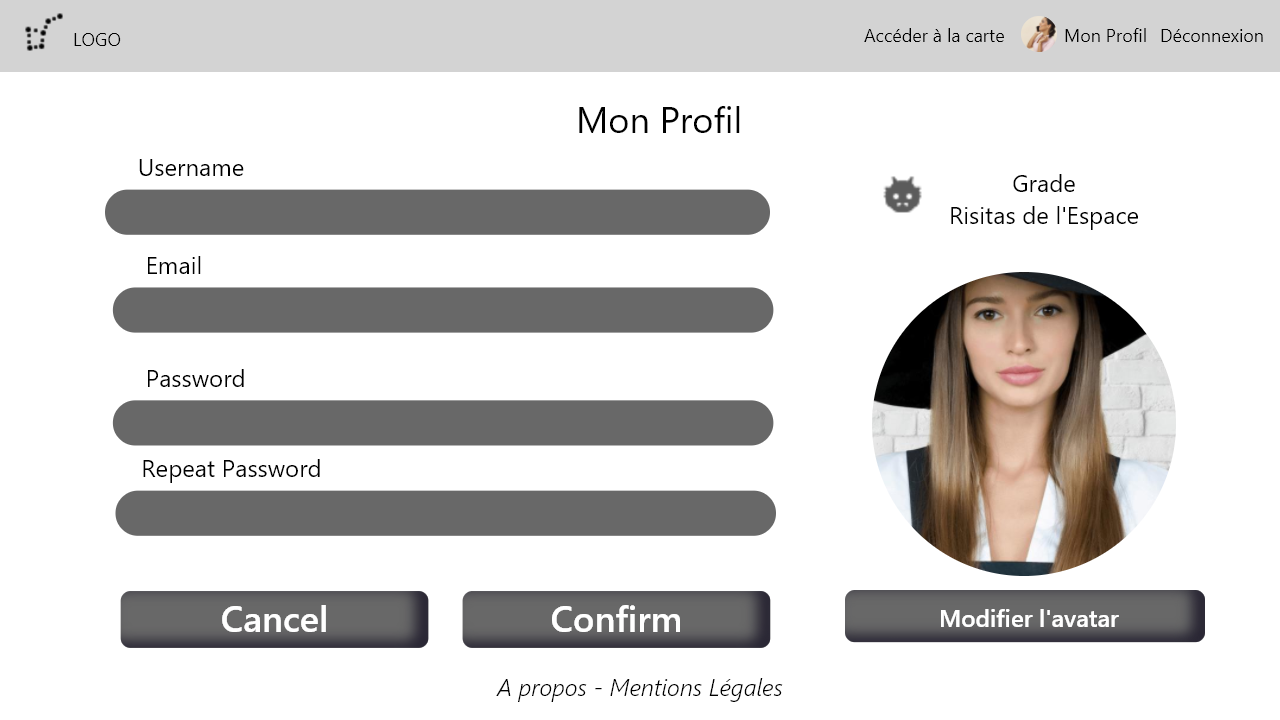 LOGO
Accéder à la carte
Mon Profil
Déconnexion
Mon Profil
Username
Email
Password
Repeat Password
Cancel
Confirm
Grade
Risitas de l'Espace
Modifier l'avatar
A propos - Mentions Légales